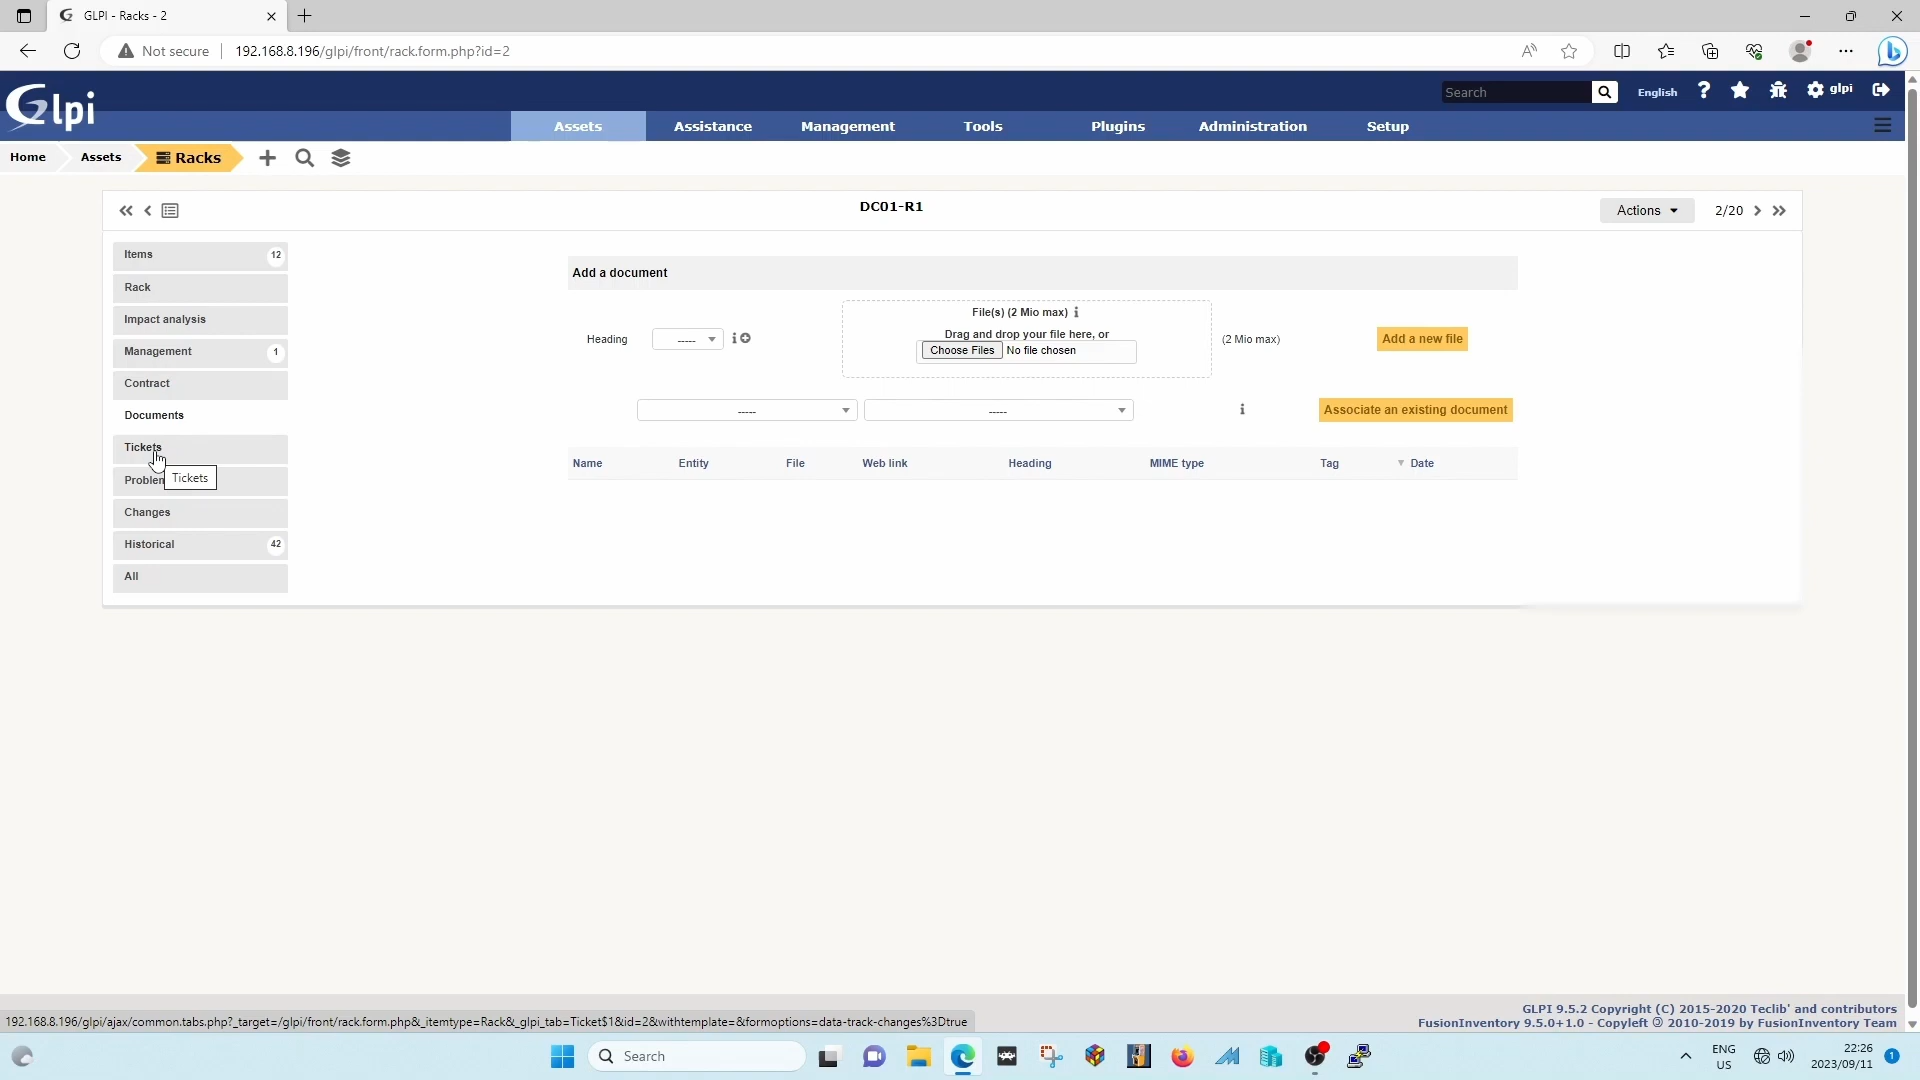 GLPI - Racks - 2
Not secure
192.168.8.196/glpi/front/rack.form.php?id=2
Glpi
Search
English
glpi
Assets
Assistance
Management
Tools
Plugins
Administration
Setup
Home
Assets
Racks
DC01-R1
Actions
2/20
Items
12
Rack
Impact analysis
Management
1
Contract
Documents
Tickets
Tickets
Changes
Historical
42
All
Add a document
File(s) (2 Mio max)
Heading
-----
Drag and drop your file here, or
Choose Files
No file chosen
(2 Mio max)
Add a new file
-----
-----
Associate an existing document
Name
Entity
File
Web link
Heading
MIME type
Tag
Date
GLPI 9.5.2 Copyright (C) 2015-2020 Teclib' and contributors
FusionInventory 9.5.0+1.0 - Copyleft © 2010-2019 by FusionInventory Team
192.168.8.196/glpi/ajax/common.tabs.php?_target=/glpi/front/rack.form.php&_itemtype=Rack&_glpi_tab=Ticket$1&id=2&withtemplate=&formoptions=data-track-changes%3Dtrue
Search
ENG
US
22:26
2023/09/11
1